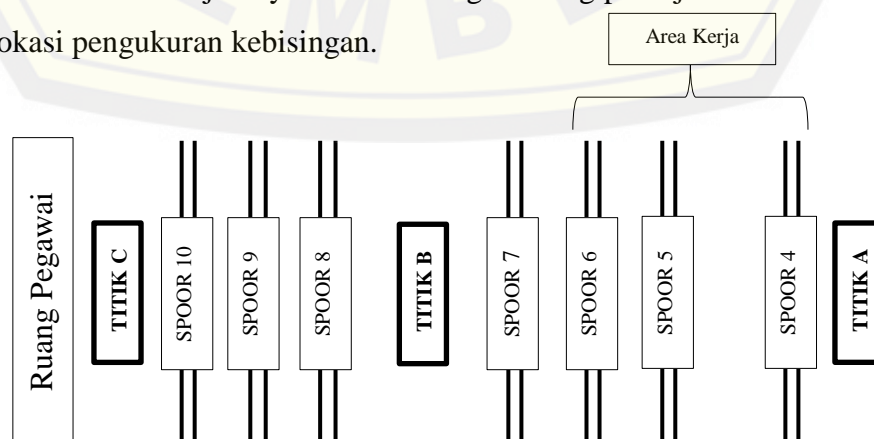 okasi pengukuran kebisingan.
Area Kerja
Ruang Pegawai
TITIK C
SPOOR 10
SPOOR 9
SPOOR 8
TITIK B
SPOOR 7
SPOOR 6
SPOOR 5
SPOOR 4
TITIK A